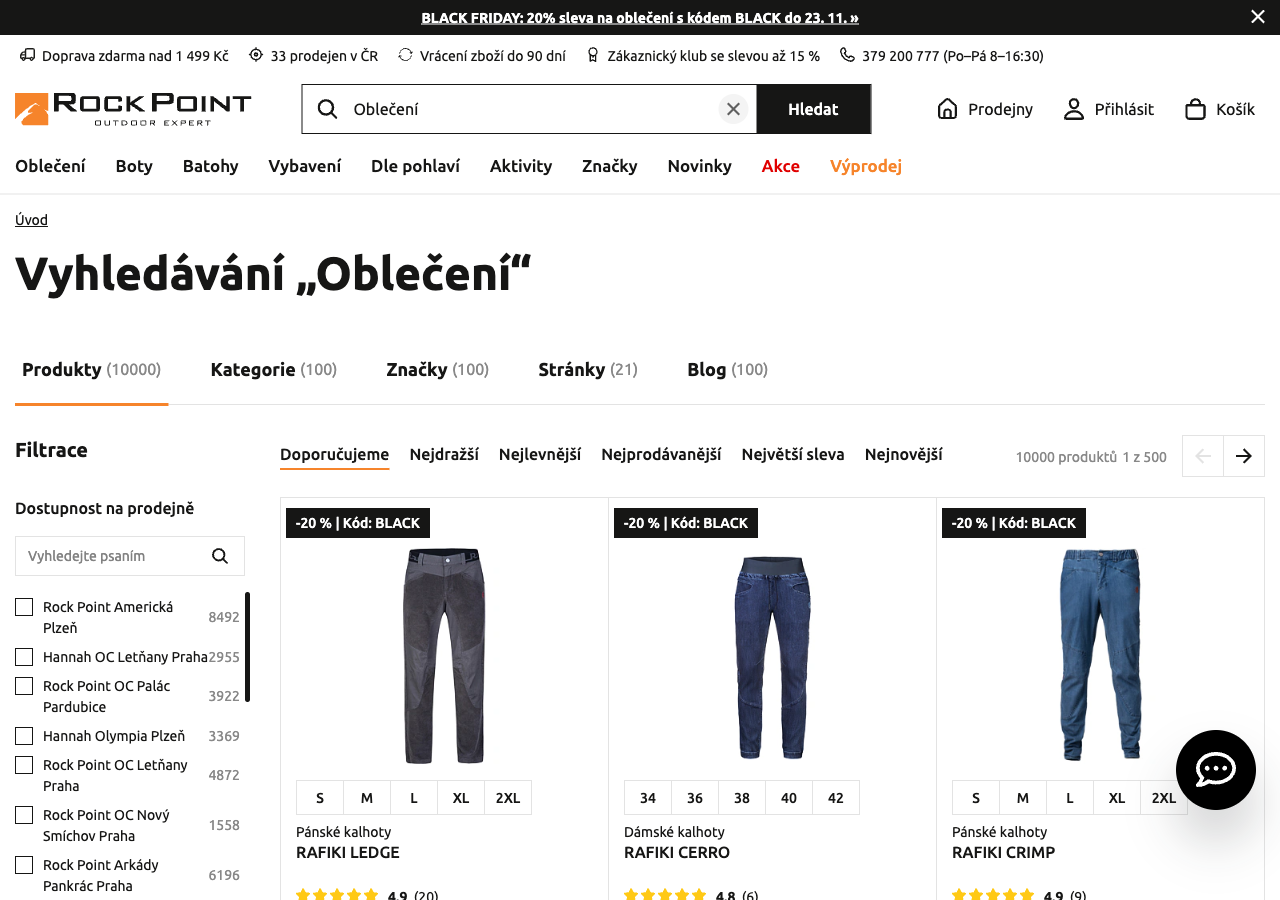 BLACK FRIDAY: 20% sleva na oblečení s kódem BLACK do 23. 11. »
Doprava zdarma nad 1 499 Kč 33 prodejen v ČR Vrácení zboží do 90 dní Zákaznický klub se slevou až 15 % 379 200 777 (Po–Pá 8–16:30)
ROCK POINT
OUTDOOR EXPERT
Oblečení Hledat Prodejny Přihlásit Košík
Oblečení Boty Batohy Vybavení Dle pohlaví Aktivity Značky Novinky Akce Výprodej
Úvod
Vyhledávání „Oblečení“
Produkty (10000) Kategorie (100) Značky (100) Stránky (21) Blog (100)
Filtrace
Doporučujeme Nejdražší Nejlevnější Nejprodávanější Největší sleva Nejnovější 10000 produktů 1 z 500
Dostupnost na prodejně
Vyhledejte psaním
Rock Point Americká
Plzeň 8492
Hannah OC Letňany Praha 2955
Rock Point OC Palác
Pardubice 3922
Hannah Olympia Plzeň 3369
Rock Point OC Letňany
Praha 4872
Rock Point OC Nový
Smíchov Praha 1558
Rock Point Arkády
Pankrác Praha 6196
-20 % | Kód: BLACK
S M L XL 2XL
Pánské kalhoty
RAFIKI LEDGE
4,9 (20)
-20 % | Kód: BLACK
34 36 38 40 42
Dámské kalhoty
RAFIKI CERRO
4,8 (6)
-20 % | Kód: BLACK
S M L XL 2XL
Pánské kalhoty
RAFIKI CRIMP
4,9 (9)